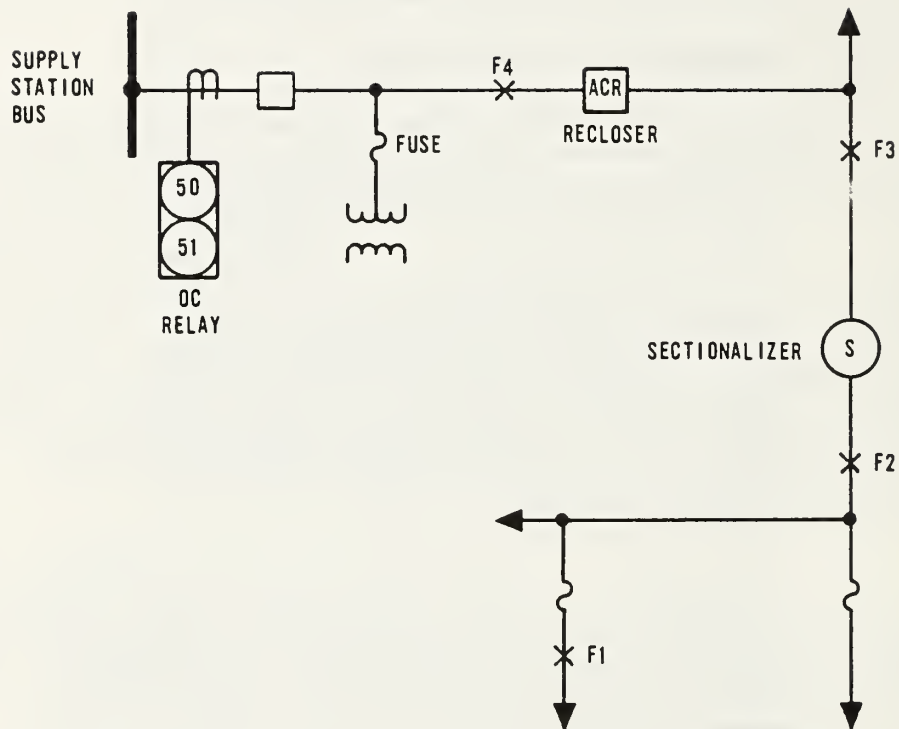 SUPPLY
STATION
BUS
F4
ACR
RECLOSER
FUSE
F3
50
51
OC
RELAY
SECTIONALIZER
S
F2
F1